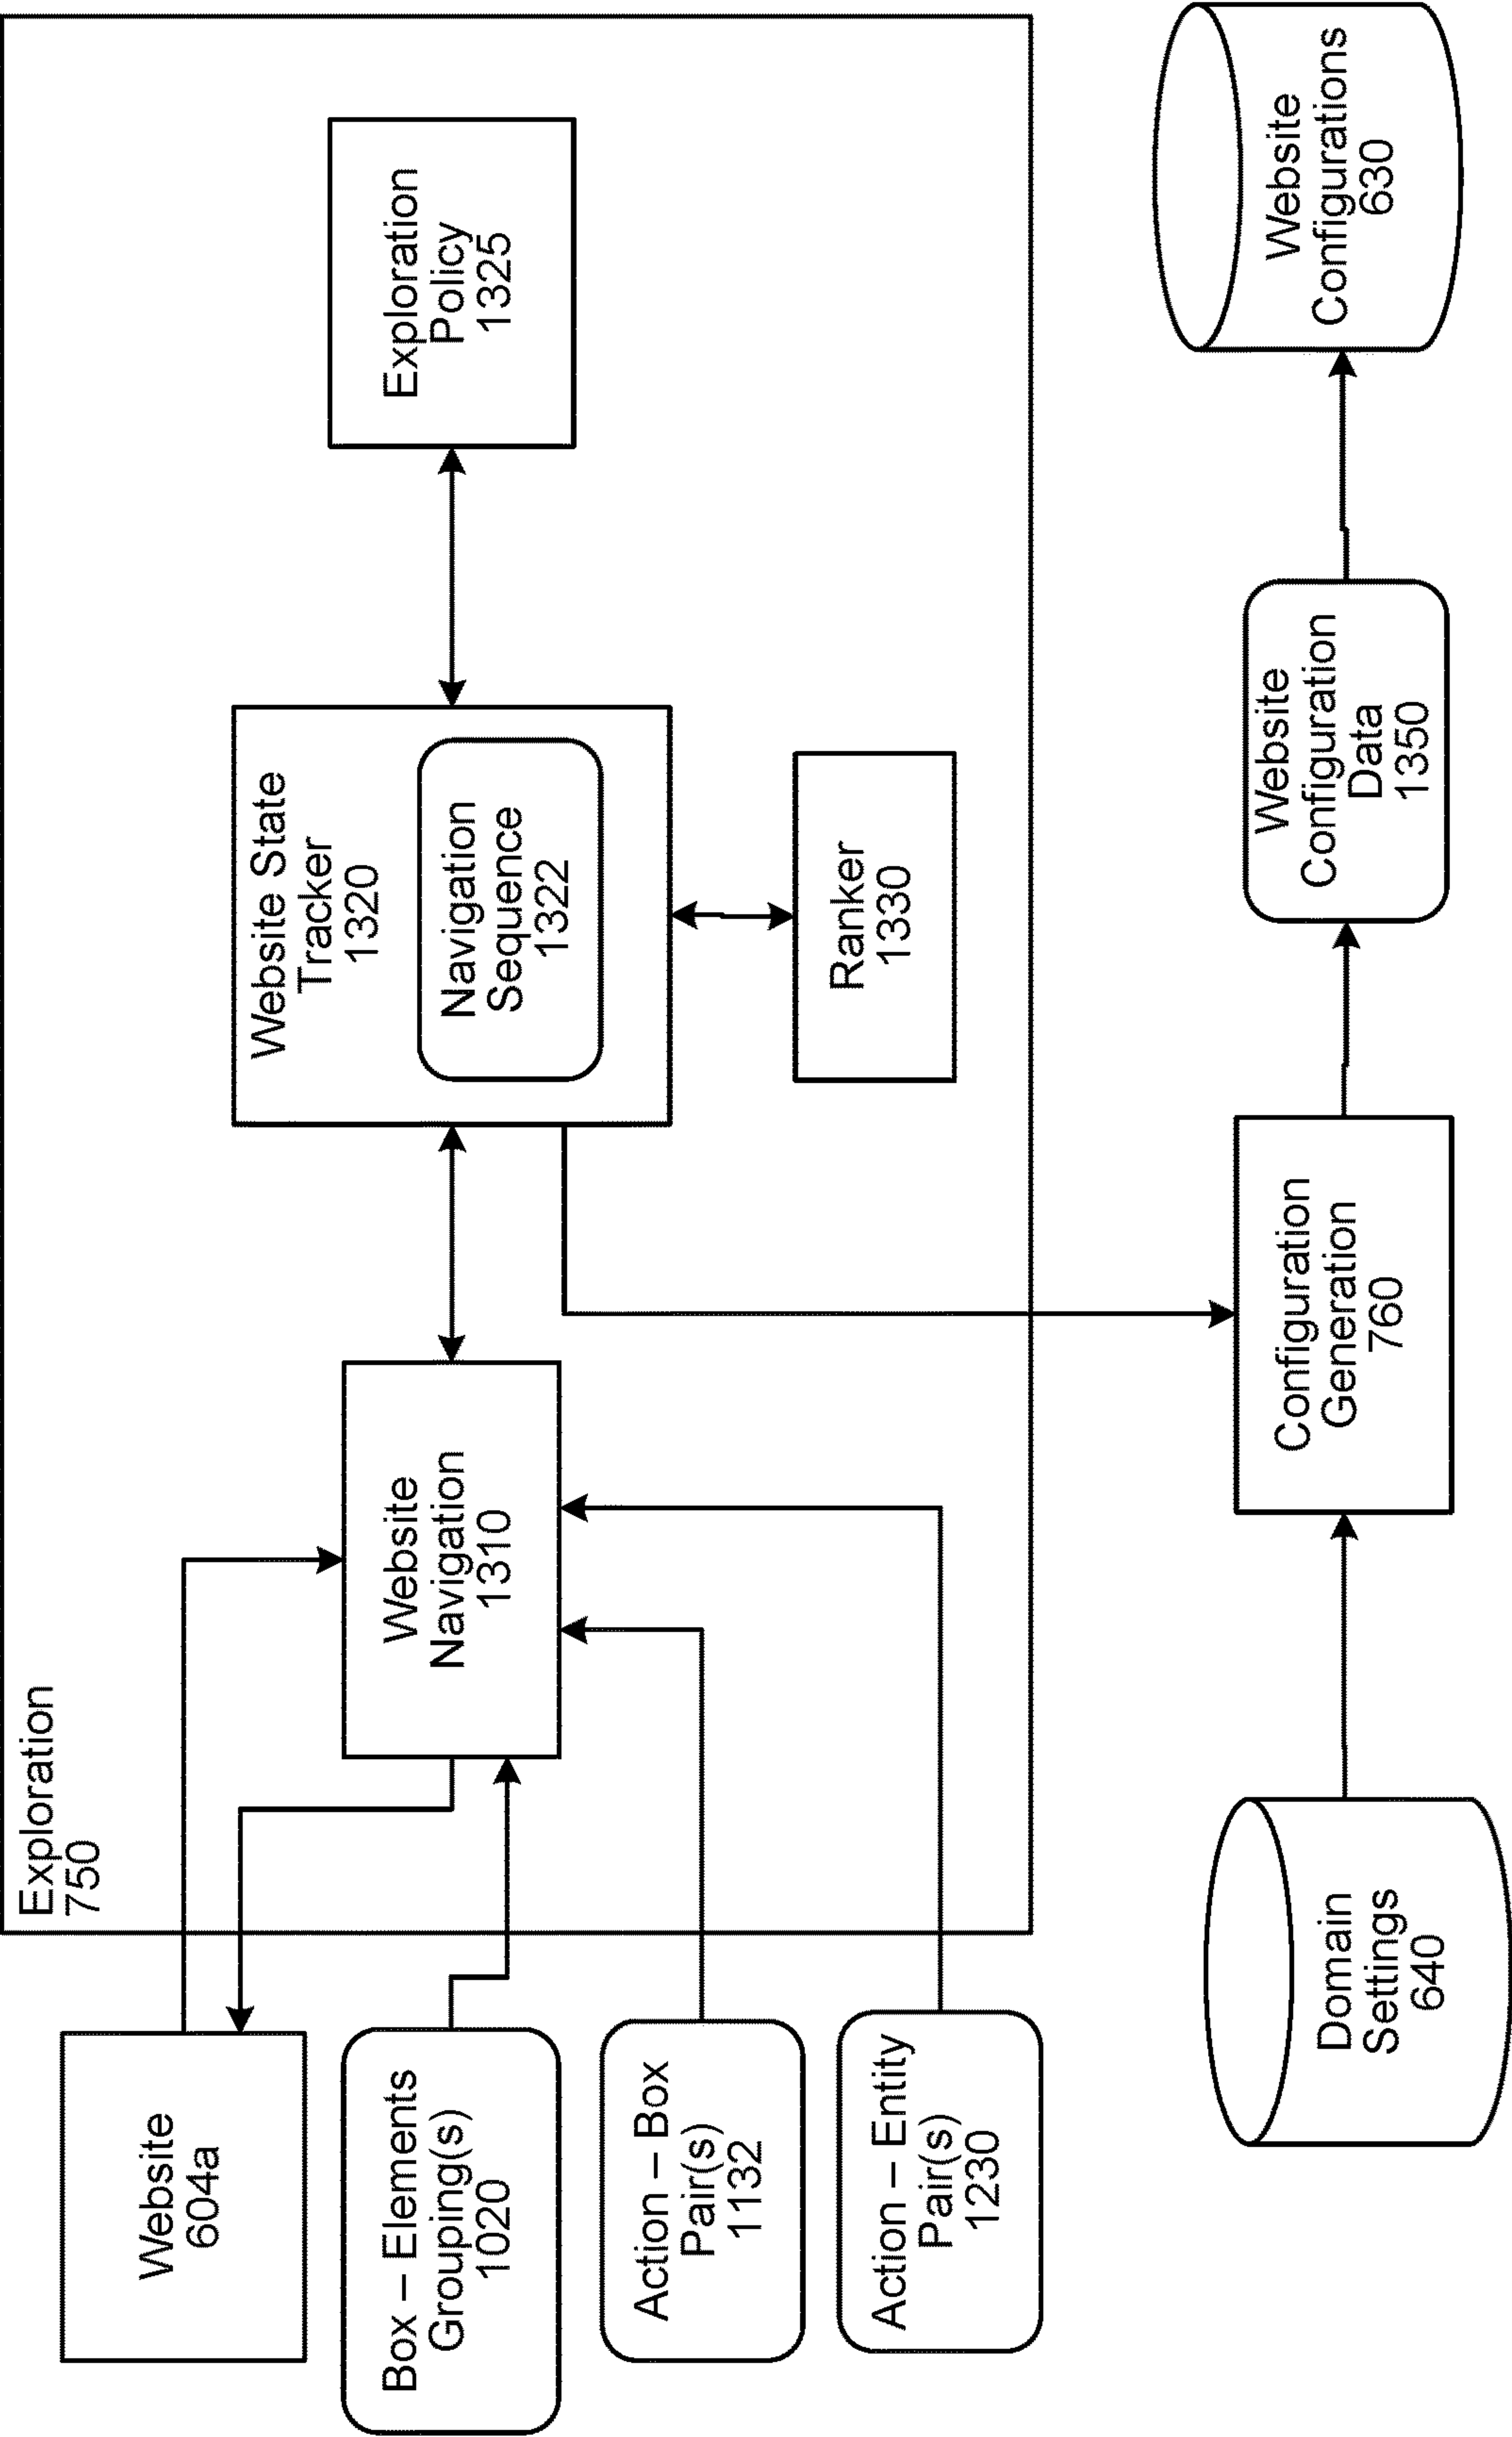 Exploration
750
Website
604a
Box – Elements
Grouping(s)
1020
Action – Box
Pair(s)
1132
Action – Entity
Pair(s)
1230
Website
Navigation
1310
Website State
Tracker
1320
Navigation
Sequence
1322
Exploration
Policy
1325
Ranker
1330
Domain
Settings
640
Configuration
Generation
760
Website
Configuration
Data
1350
Website
Configurations
630